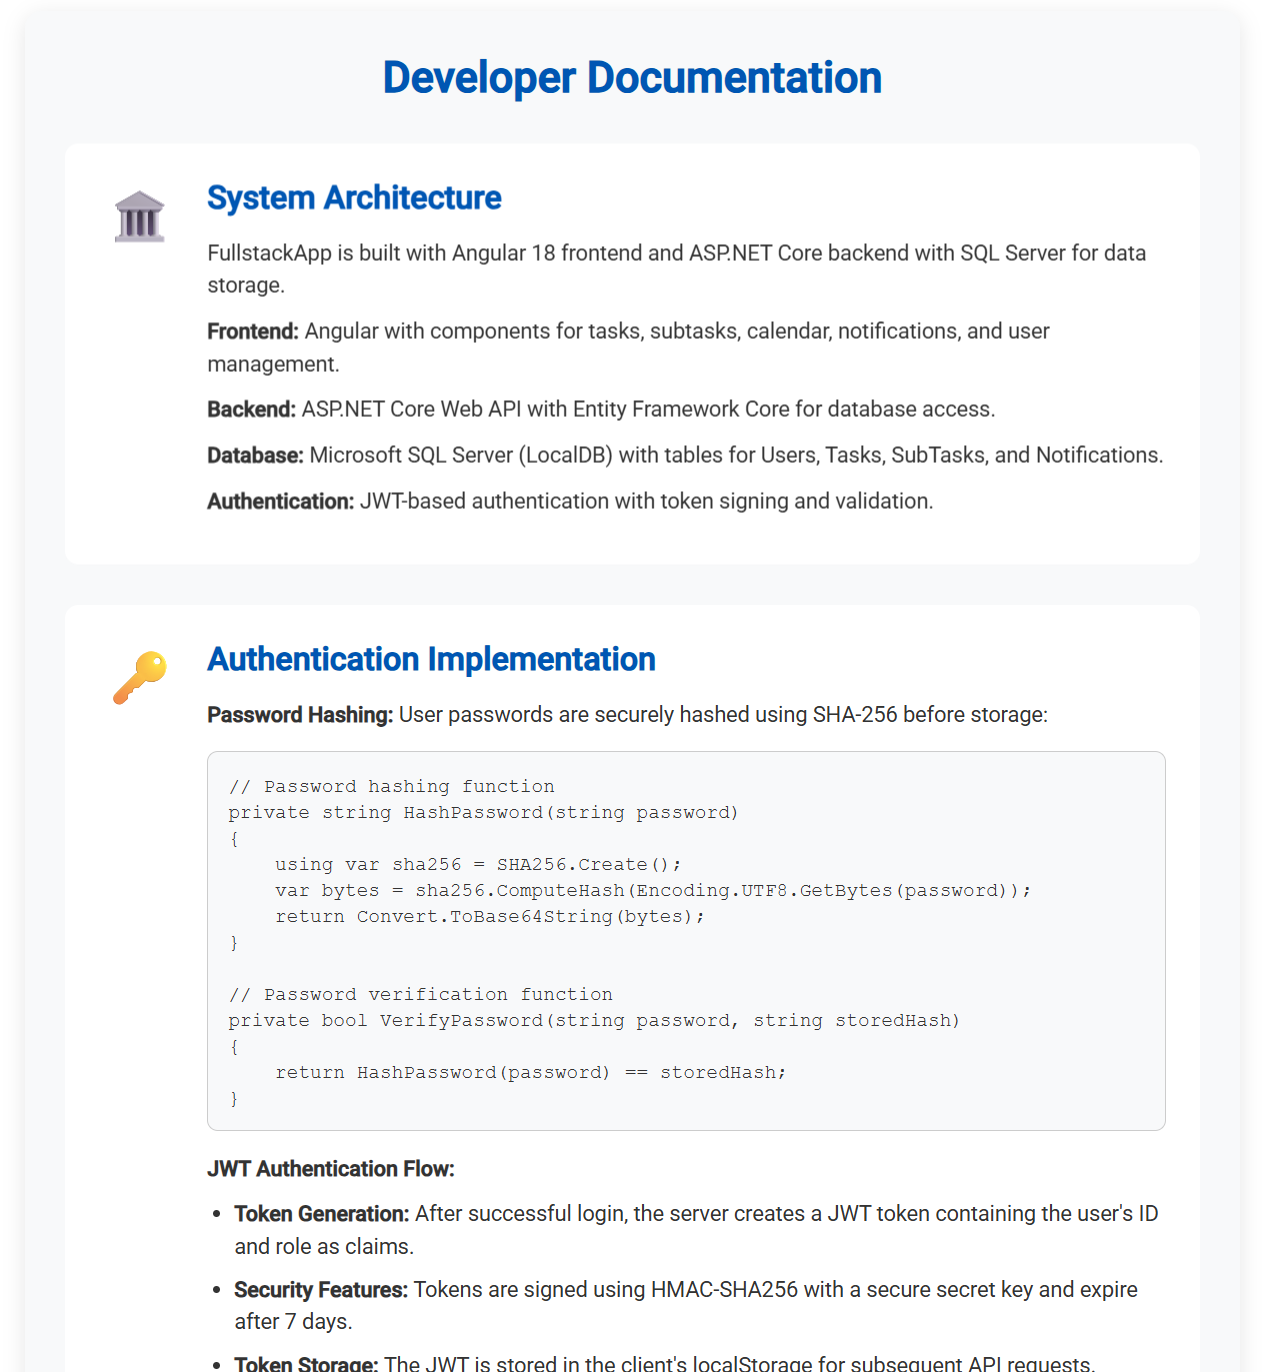 Developer Documentation
System Architecture
FullstackApp is built with Angular 18 frontend and ASP.NET Core backend with SQL Server for data
storage.
Frontend: Angular with components for tasks, subtasks, calendar, notifications, and user
management.
Backend: ASP.NET Core Web API with Entity Framework Core for database access.
Database: Microsoft SQL Server (LocalDB) with tables for Users, Tasks, SubTasks, and Notifications.
Authentication: JWT-based authentication with token signing and validation.
Authentication Implementation
Password Hashing: User passwords are securely hashed using SHA-256 before storage:
// Password hashing function
private string HashPassword(string password)
{
    using var sha256 = SHA256.Create();
    var bytes = sha256.ComputeHash(Encoding.UTF8.GetBytes(password));
    return Convert.ToBase64String(bytes);
}
// Password verification function
private bool VerifyPassword(string password, string storedHash)
{
    return HashPassword(password) == storedHash;
}
JWT Authentication Flow:
• Token Generation: After successful login, the server creates a JWT token containing the user's ID
and role as claims.
• Security Features: Tokens are signed using HMAC-SHA256 with a secure secret key and expire
after 7 days.
• Token Storage: The JWT is stored in the client's localStorage for subsequent API requests.